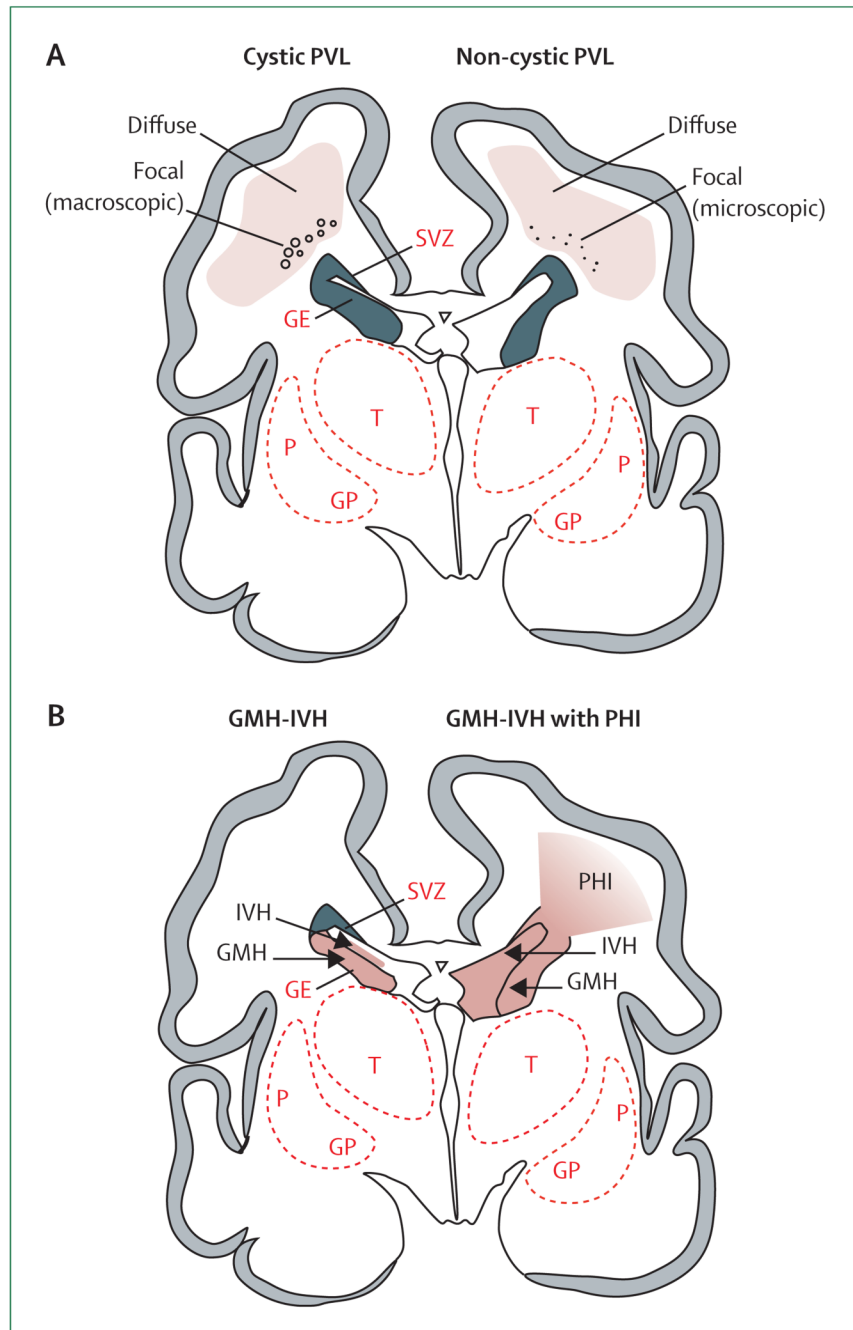 A
Cystic PVL
Non-cystic PVL
Diffuse
Diffuse
Focal
(macroscopic)
Focal
(microscopic)
SVZ
GE
T
T
P
P
GP
GP
B
GMH-IVH
GMH-IVH with PHI
PHI
SVZ
IVH
IVH
GMH
GMH
GE
T
T
P
P
GP
GP